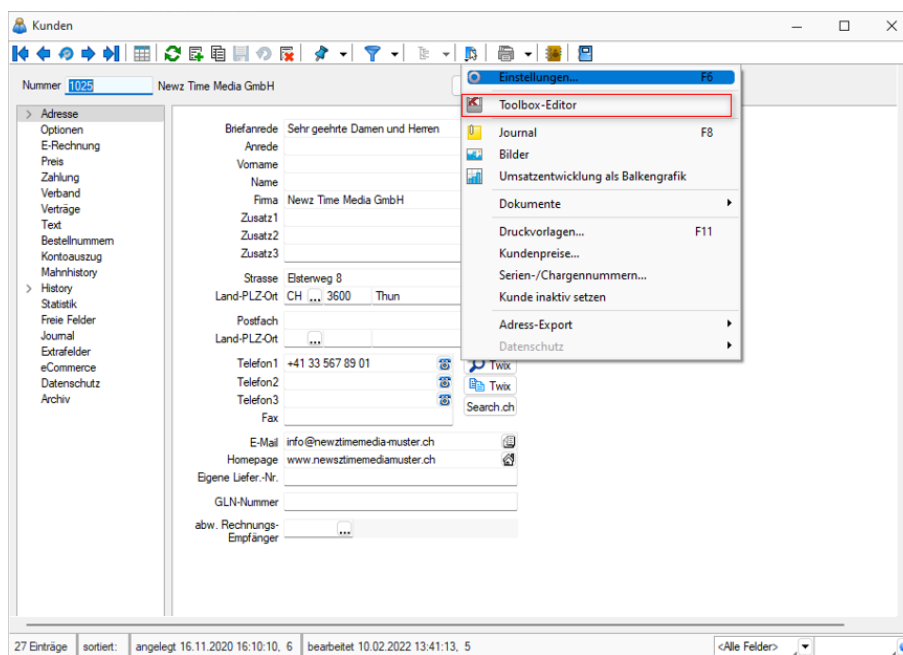 Kunden
Nummer 1025 Newz Time Media GmbH
Adresse
Optionen
E-Rechnung
Preis
Zahlung
Verband
Verträge
Text
Bestellnummern
Kontoauszug
Mahnhistory
History
Statistik
Freie Felder
Journal
Extrafelder
eCommerce
Datenschutz
Archiv
Briefanrede Sehr geehrte Damen und Herren
Anrede
Vorname
Name
Firma Newz Time Media GmbH
Zusatz1
Zusatz2
Zusatz3
Strasse Elsterweg 8
Land-PLZ-Ort CH ... 3600 Thun
Postfach
Land-PLZ-Ort ...
Telefon1 +41 33 567 89 01
Telefon2
Telefon3
Fax
E-Mail info@newztimemedia-muster.ch
Homepage www.newsztimemediamuster.ch
Eigene Liefer.-Nr.
GLN-Nummer
abw. Rechnungs-
Empfänger ...
Einstellungen... F6
Toolbox-Editor
Journal F8
Bilder
Umsatzentwicklung als Balkengrafik
Dokumente
Druckvorlagen... F11
Kundenpreise...
Serien-/Chargennummern...
Kunde inaktiv setzen
Adress-Export
Datenschutz
Twix
Twix
Search.ch
27 Einträge sortiert: angelegt 16.11.2020 16:10:10, 6 bearbeitet 10.02.2022 13:41:13, 5 <Alle Felder>